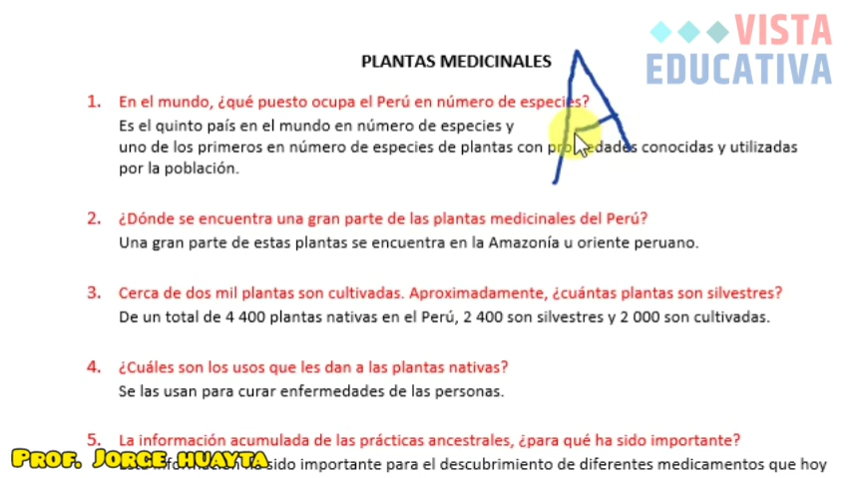 VISTA
EDUCATIVA
PLANTAS MEDICINALES
A
1. En el mundo, ¿qué puesto ocupa el Perú en número de especies?
Es el quinto país en el mundo en número de especies y
uno de los primeros en número de especies de plantas con propiedades conocidas y utilizadas
por la población.
2. ¿Dónde se encuentra una gran parte de las plantas medicinales del Perú?
Una gran parte de estas plantas se encuentra en la Amazonía u oriente peruano.
3. Cerca de dos mil plantas son cultivadas. Aproximadamente, ¿cuántas plantas son silvestres?
De un total de 4 400 plantas nativas en el Perú, 2 400 son silvestres y 2 000 son cultivadas.
4. ¿Cuáles son los usos que les dan a las plantas nativas?
Se las usan para curar enfermedades de las personas.
5. La información acumulada de las prácticas ancestrales, ¿para qué ha sido importante?
Prof. Jorge huayta
sido importante para el descubrimiento de diferentes medicamentos que hoy